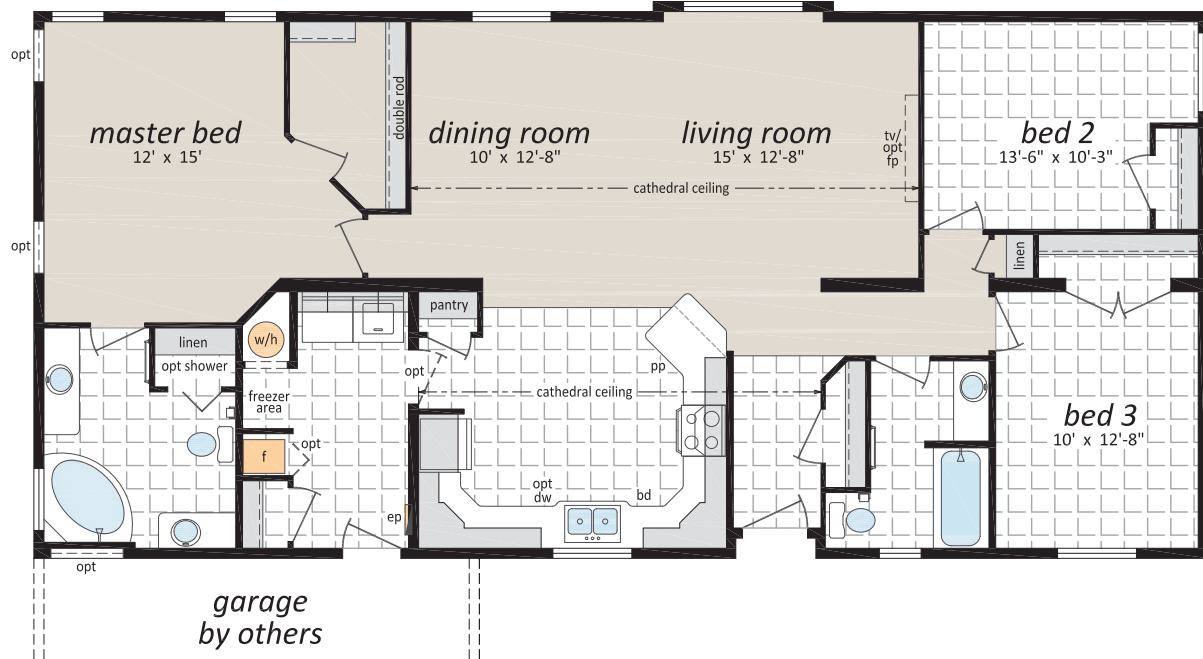 opt
master bed
12' x 15'
double rod
dining room
10' x 12'-8"
living room
15' x 12'-8"
tv/
opt
fp
bed 2
13'-6" x 10'-3"
cathedral ceiling
opt
linen
pantry
linen
w/h
opt shower
opt
pp
freezer
area
cathedral ceiling
bed 3
10' x 12'-8"
opt
f
opt
dw
bd
ep
opt
garage
by others